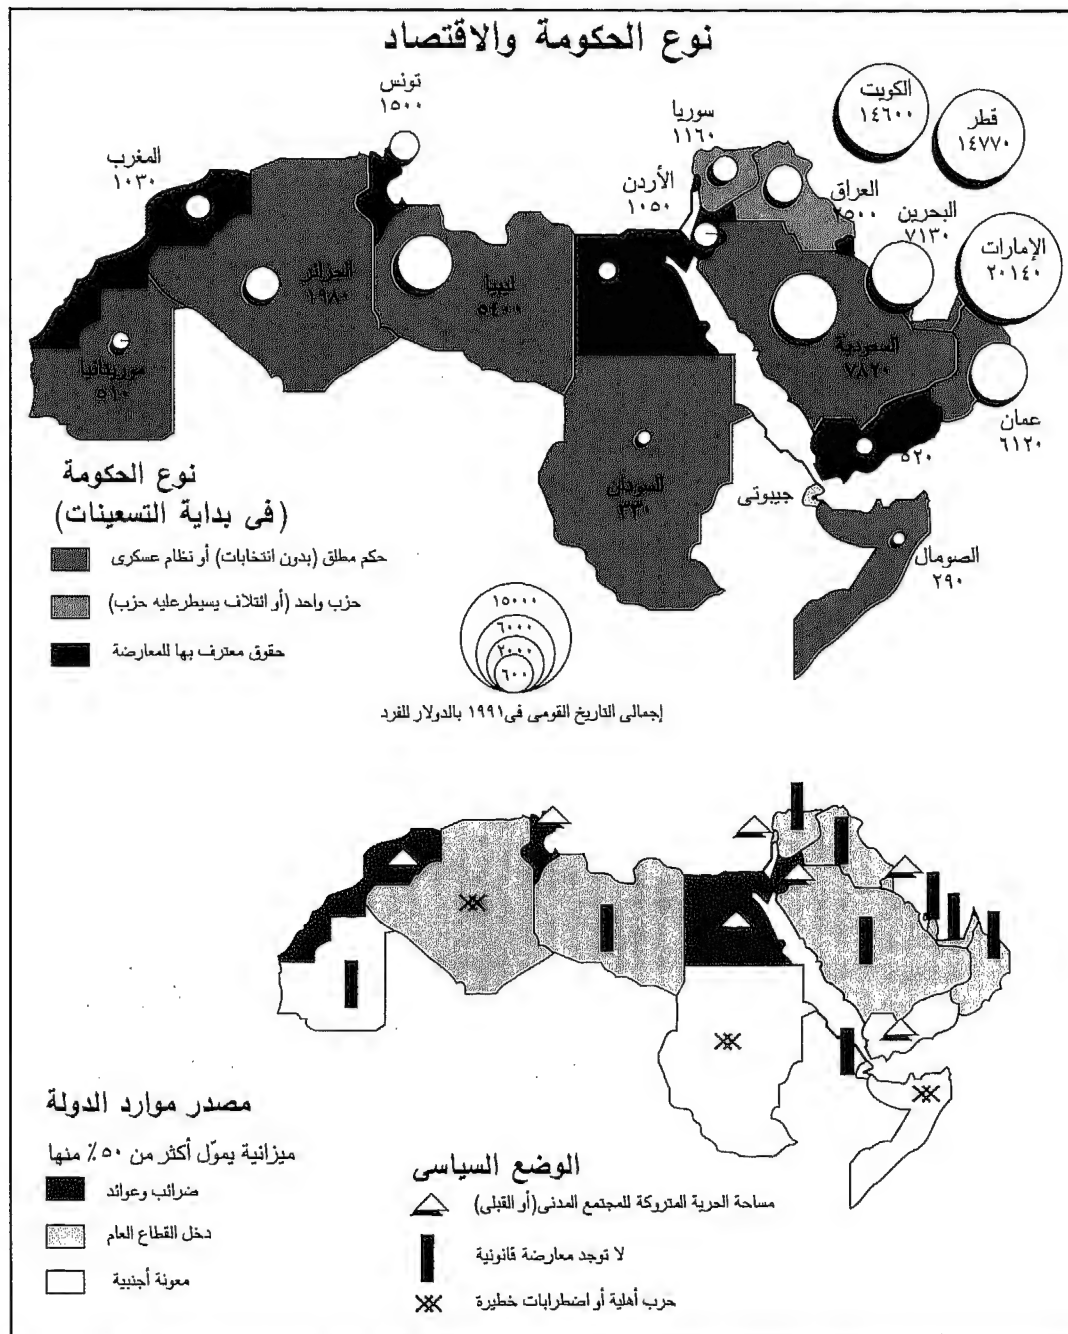 نوع الحكومة والاقتصاد
تونس
١٥٠٠
المغرب
١٠٣٠
سوريا
١١٦٠
الأردن
١٠٥٠
الكويت
١٤٦٠٠
قطر
١٤٧٧٠
العراق
٢٥٠٠
البحرين
٧١٣٠
الإمارات
٢٠١٤٠
الجزائر
١٩٨٠
ليبيا
٥٤٠٠
السعودية
٧٨٢٠
موريتانيا
٥١٠
عمان
٦١٢٠
٥٢٠
السودان
٣٣٠
جيبوتى
الصومال
٢٩٠
نوع الحكومة
(فى بداية التسعينات)
حكم مطلق (بدون انتخابات) أو نظام عسكرى
حزب واحد (أو ائتلاف يسيطر عليه حزب)
حقوق معترف بها للمعارضة
١٥٠٠٠
٦٠٠٠
٢٠٠٠
٦٠٠
إجمالى التاريخ القومى فى ١٩٩١ بالدولار للفرد
مصدر موارد الدولة
ميزانية يموّل أكثر من ٥٠٪ منها
ضرائب وعوائد
دخل القطاع العام
معونة أجنبية
الوضع السياسى
مساحة الحرية المتروكة للمجتمع المدنى (أو القبلى)
لا توجد معارضة قانونية
حرب أهلية أو اضطرابات خطيرة